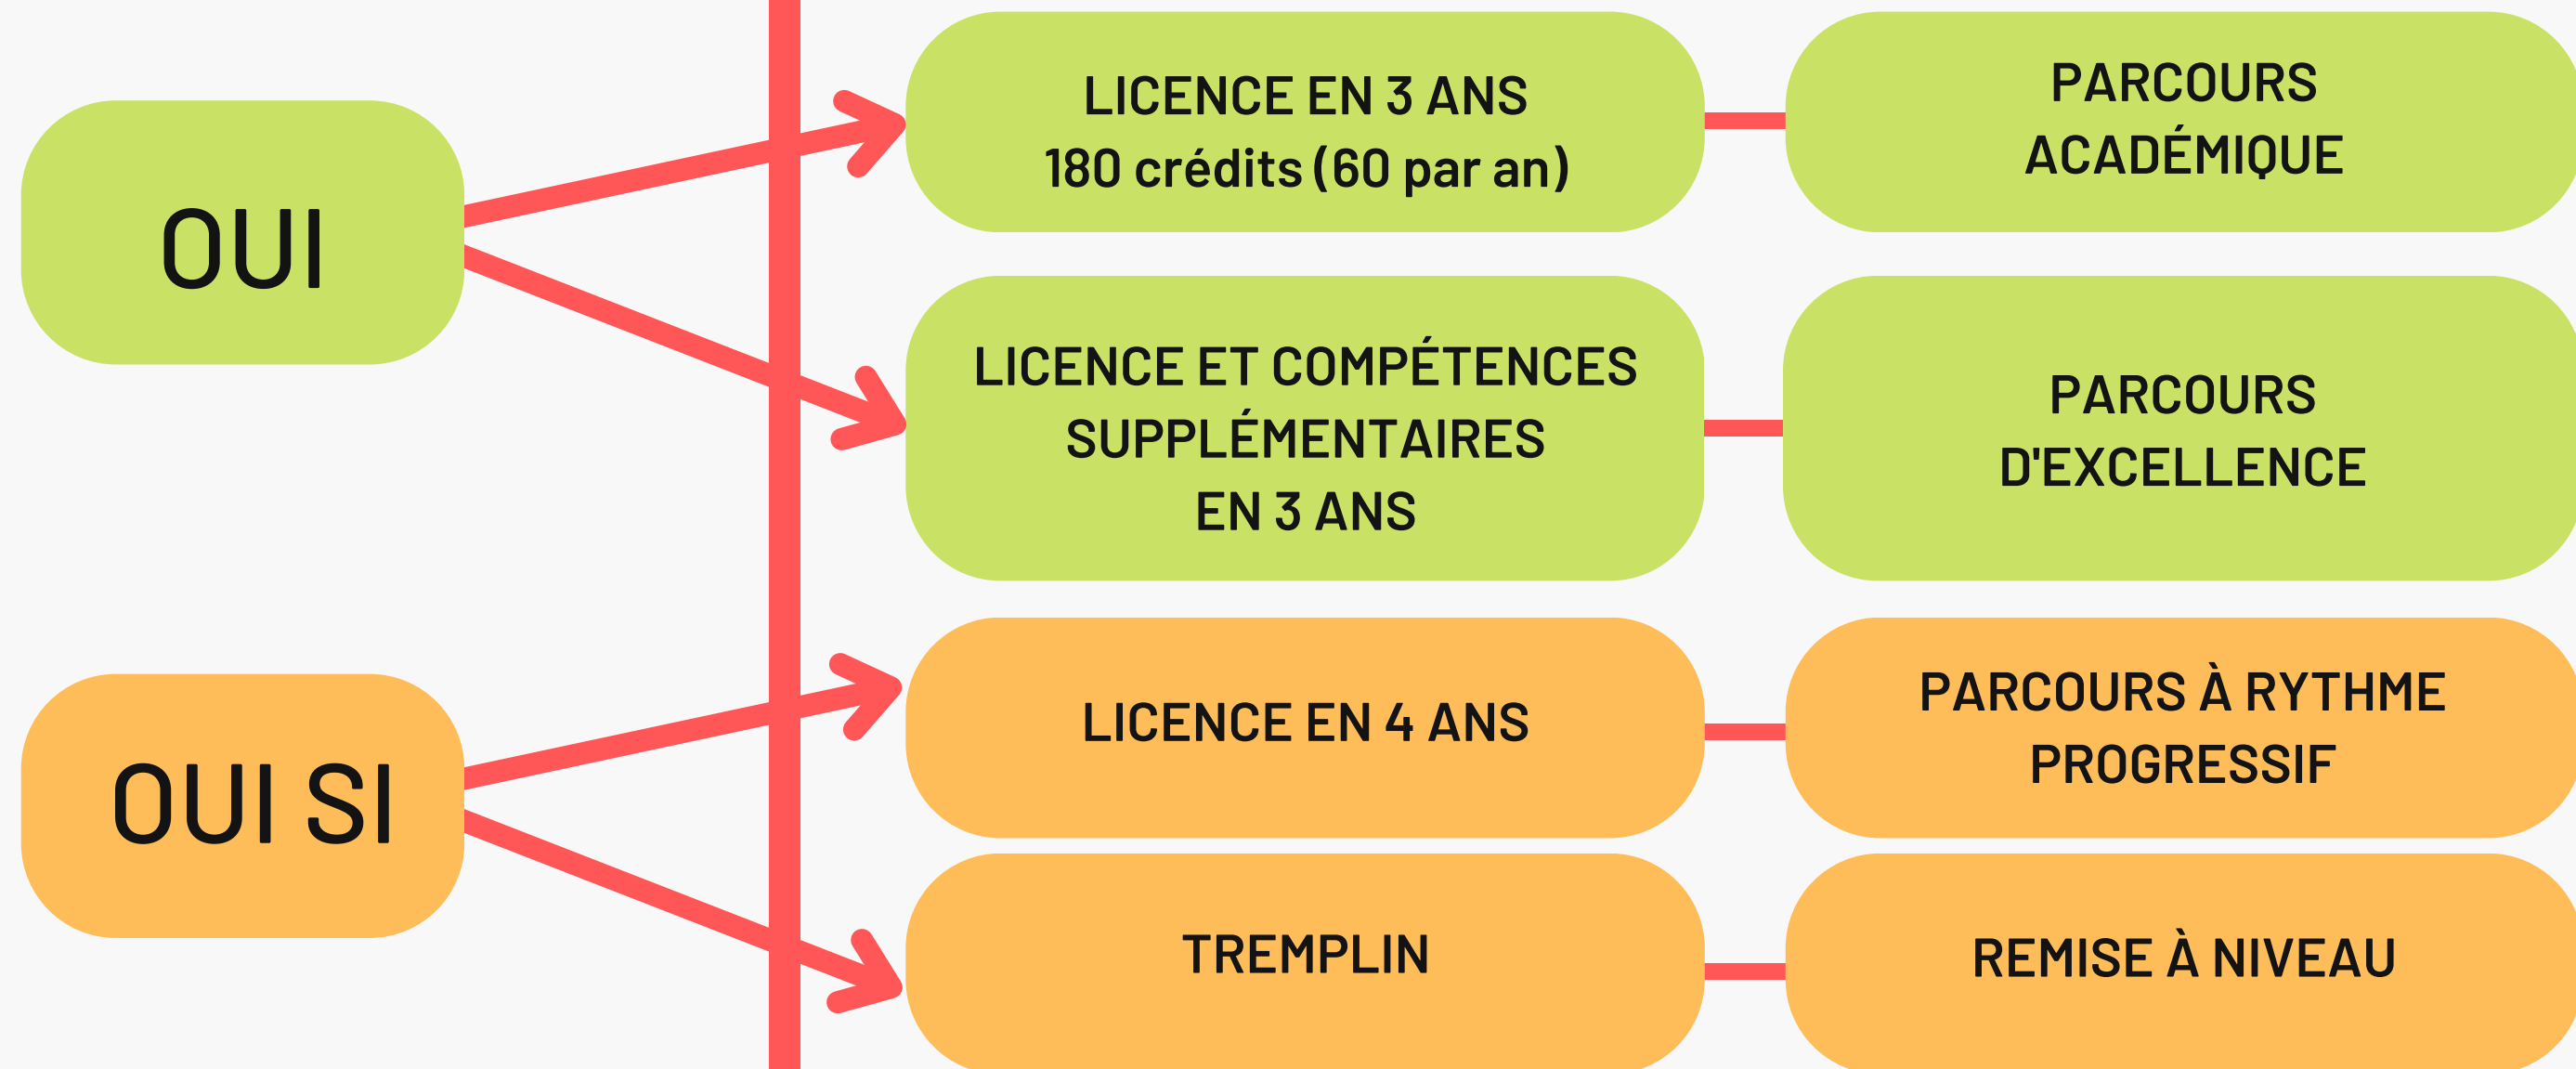 OUI
LICENCE EN 3 ANS
180 crédits (60 par an)
PARCOURS
ACADÉMIQUE
LICENCE ET COMPÉTENCES
SUPPLÉMENTAIRES
EN 3 ANS
PARCOURS
D'EXCELLENCE
OUI SI
LICENCE EN 4 ANS
PARCOURS À RYTHME
PROGRESSIF
TREMPLIN
REMISE À NIVEAU